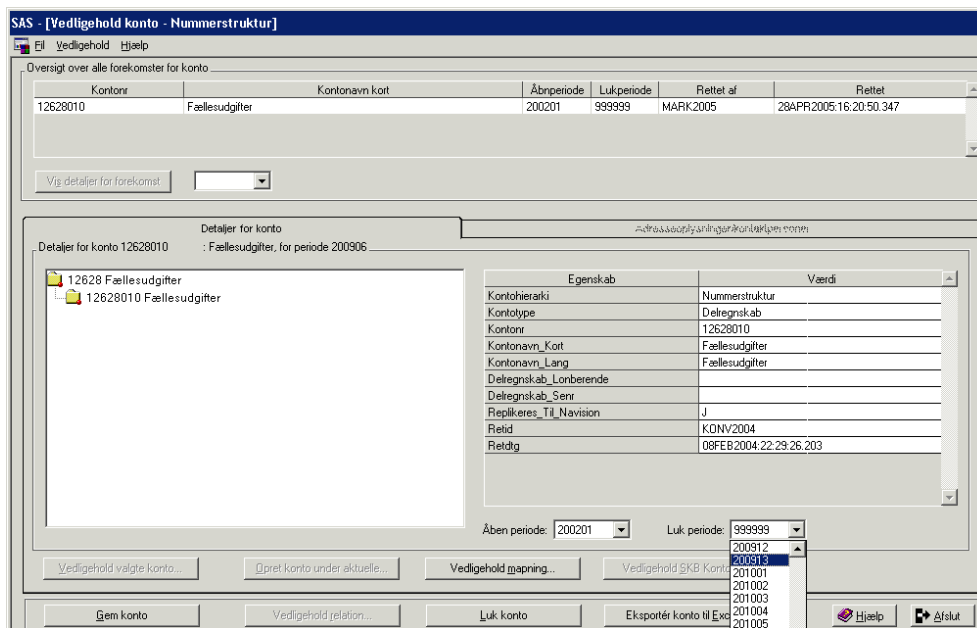 SAS - [Vedligehold konto - Nummerstruktur]
Fil Vedligehold Hjælp
Oversigt over alle forekomster for konto
Kontonr Kontonavn kort Åbnperiode Lukperiode Rettet af Rettet
12628010 Fællesudgifter 200201 999999 MARK2005 28APR2005:16:20:50.347
Vis detaljer for forekomst
Detaljer for konto Adresseoplysninger/kontaktpersoner
Detaljer for konto 12628010 : Fællesudgifter, for periode 200906
12628 Fællesudgifter
12628010 Fællesudgifter
Egenskab Værdi
Kontohierarki Nummerstruktur
Kontotype Delregnskab
Kontonr 12628010
Kontonavn_Kort Fællesudgifter
Kontonavn_Lang Fællesudgifter
Delregnskab_Lonberende
Delregnskab_Senr
Replikeres_Til_Navision J
Retid KONV2004
Retdtg 08FEB2004:22:29:26.203
Åben periode: 200201 Luk periode: 999999
200912
200913
201001
201002
201003
201004
201005
Vedligehold valgte konto... Opret konto under aktuelle... Vedligehold mapning... Vedligehold SKB Konto
Gem konto Vedligehold relation... Luk konto Eksportér konto til Exc Hjælp Afslut